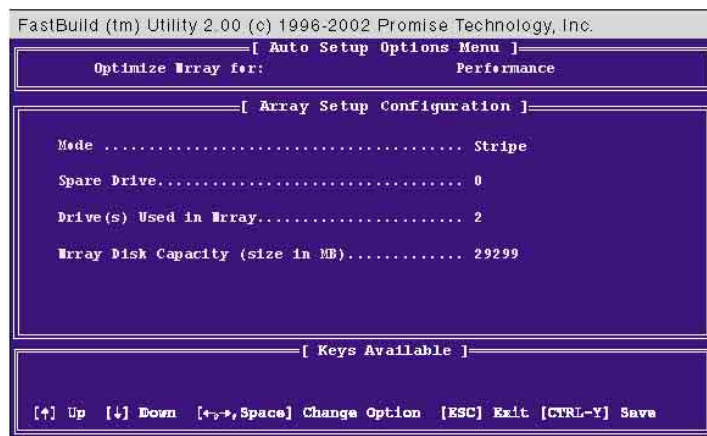 FastBuild (tm) Utility 2.00 (c) 1996-2002 Promise Technology, Inc.
[ Auto Setup Options Menu ]
Optimize Array for: Performance
[ Array Setup Configuration ]
Mode ........................................ Stripe
Spare Drive.................................. 0
Drive(s) Used in Array....................... 2
Array Disk Capacity (size in MB)............. 29299
[ Keys Available ]
[↑] Up [↓] Down [←,→,Space] Change Option [ESC] Exit [CTRL-Y] Save